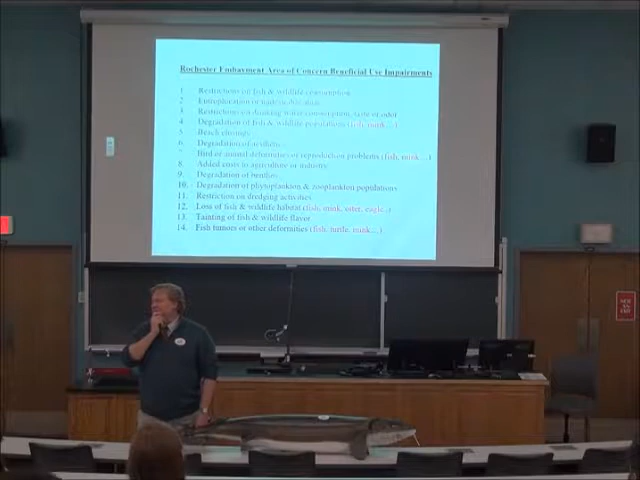 Rochester Embayment Area of Concern Beneficial Use Impairments
1. Restrictions on fish & wildlife consumption
2. Eutrophication or
3. Restrictions on drinking water consumption, taste or odor
4. Degradation of fish & wildlife populations (fish, mink…)
5. Beach closings
6. Degradation of aesthetics
7. Bird or animal deformities or reproduction problems (fish, mink…)
8. Added costs to agriculture or industry
9. Degradation of benthos
10. Degradation of phytoplankton & zooplankton populations
11. Restriction on dredging activities
12. Loss of fish & wildlife habitat (fish, mink, otter, eagle..)
13. Tainting of fish & wildlife flavor
14. Fish tumors or other deformities (fish, turtle, mink…)